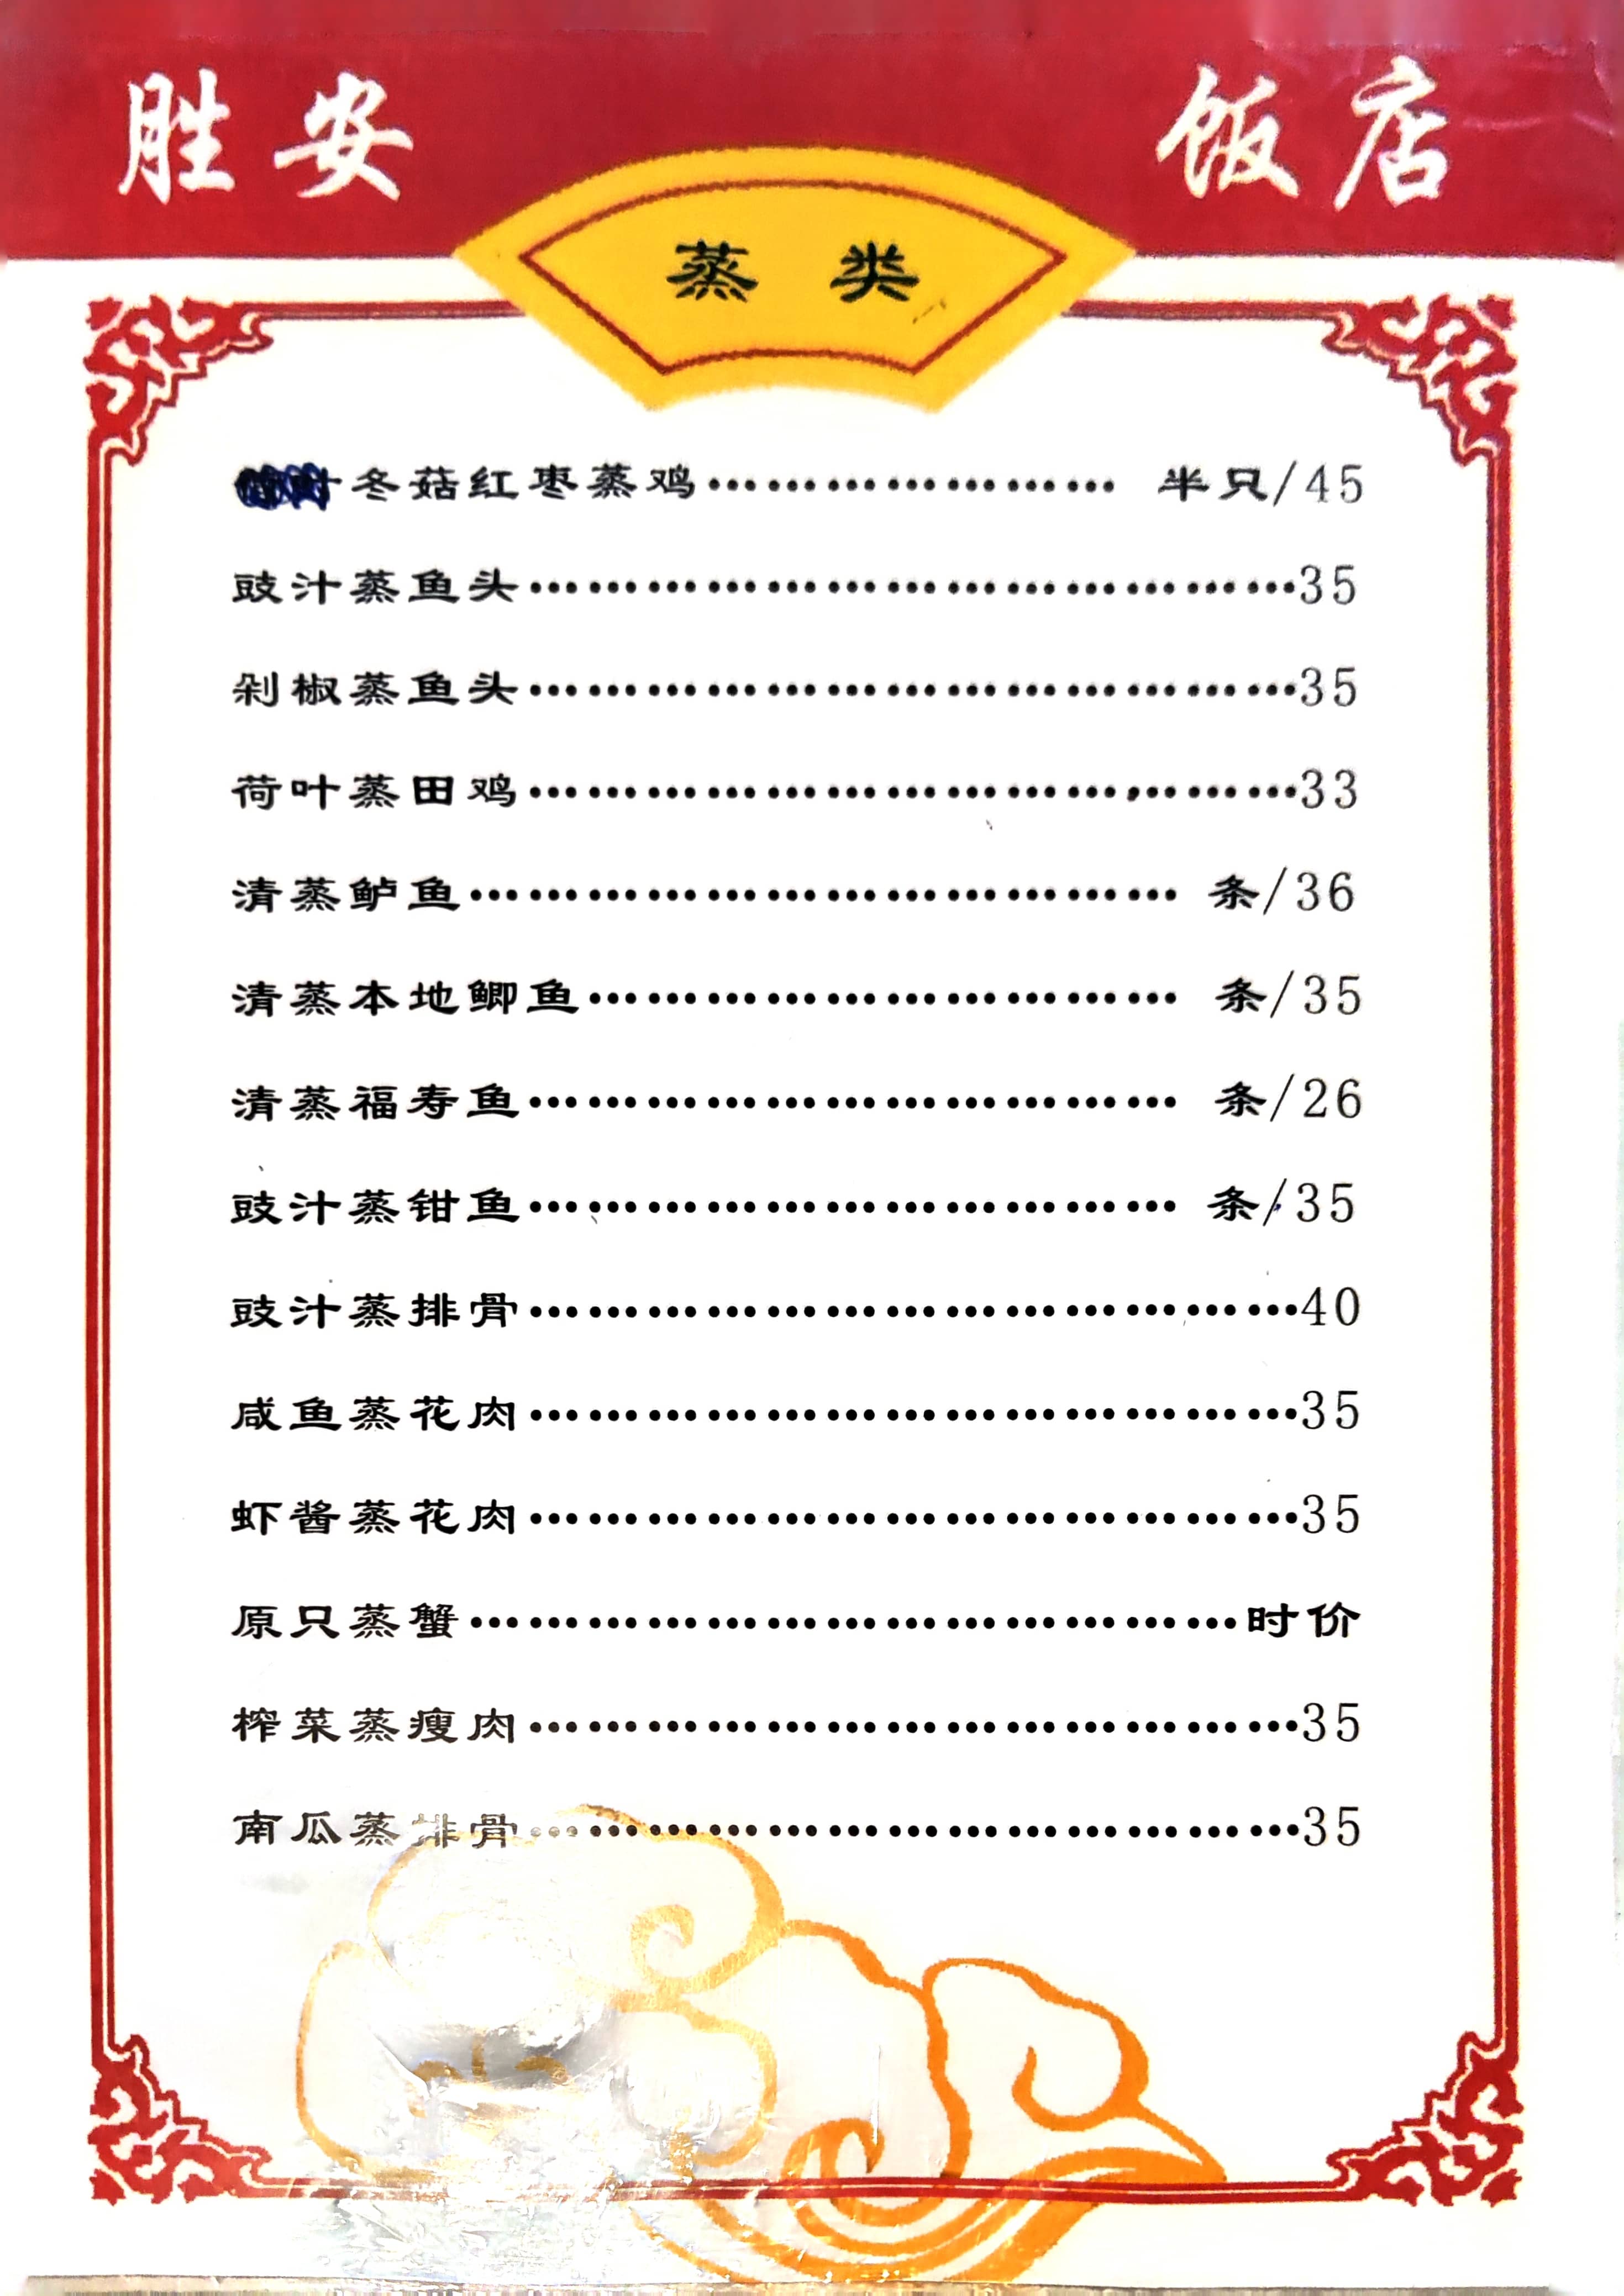 胜安 饭店
蒸类
冬菇红枣蒸鸡………………… 半只/45
豉汁蒸鱼头…………………………………35
剁椒蒸鱼头…………………………………35
荷叶蒸田鸡…………………………………33
清蒸鲈鱼……………………………… 条/36
清蒸本地鲫鱼………………………… 条/35
清蒸福寿鱼…………………………… 条/26
豉汁蒸钳鱼…………………………… 条/35
豉汁蒸排骨…………………………………40
咸鱼蒸花肉…………………………………35
虾酱蒸花肉…………………………………35
原只蒸蟹…………………………………时价
榨菜蒸瘦肉…………………………………35
南瓜蒸排骨…………………………………35